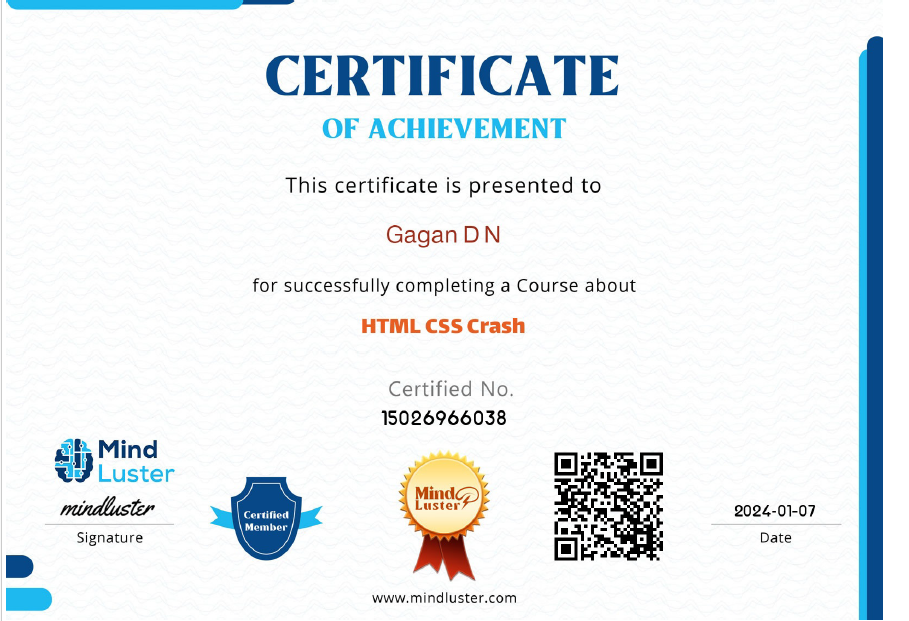 CERTIFICATE
OF ACHIEVEMENT
This certificate is presented to
Gagan D N
for successfully completing a Course about
HTML CSS Crash
Certified No.
15026966038
Mind
Luster
mindluster
Signature
Certified
Member
Mind
Luster
2024-01-07
Date
www.mindluster.com